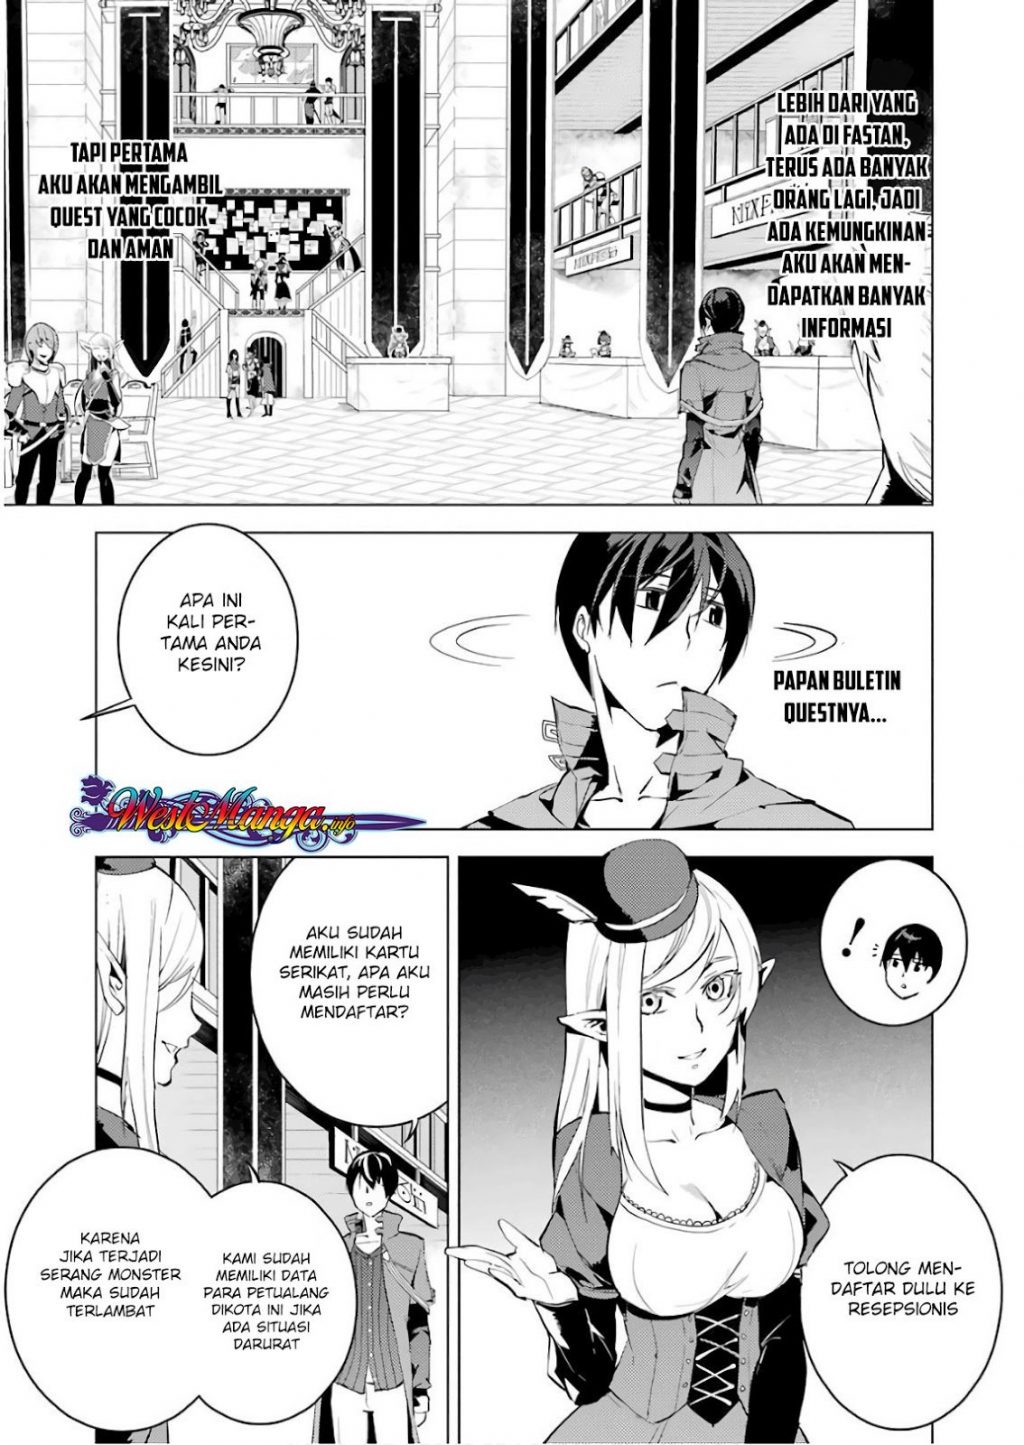 LEBIH DARI YANG
ADA DI FASTAN,
TERUS ADA BANYAK
ORANG LAGI, JADI
ADA KEMUNGKINAN
AKU AKAN MEN-
DAPATKAN BANYAK
INFORMASI
TAPI PERTAMA
AKU AKAN MENGAMBIL
QUEST YANG COCOK
DAN AMAN
PAPAN BULETIN
QUESTNYA...
APA INI
KALI PER-
TAMA ANDA
KESINI?
WestManga.info
!
TOLONG MEN-
DAFTAR DULU KE
RESEPSIONIS
AKU SUDAH
MEMILIKI KARTU
SERIKAT, APA AKU
MASIH PERLU
MENDAFTAR?
KAMI SUDAH
MEMILIKI DATA
PARA PETUALANG
DIKOTA INI JIKA
ADA SITUASI
DARURAT
KARENA
JIKA TERJADI
SERANG MONSTER
MAKA SUDAH
TERLAMBAT